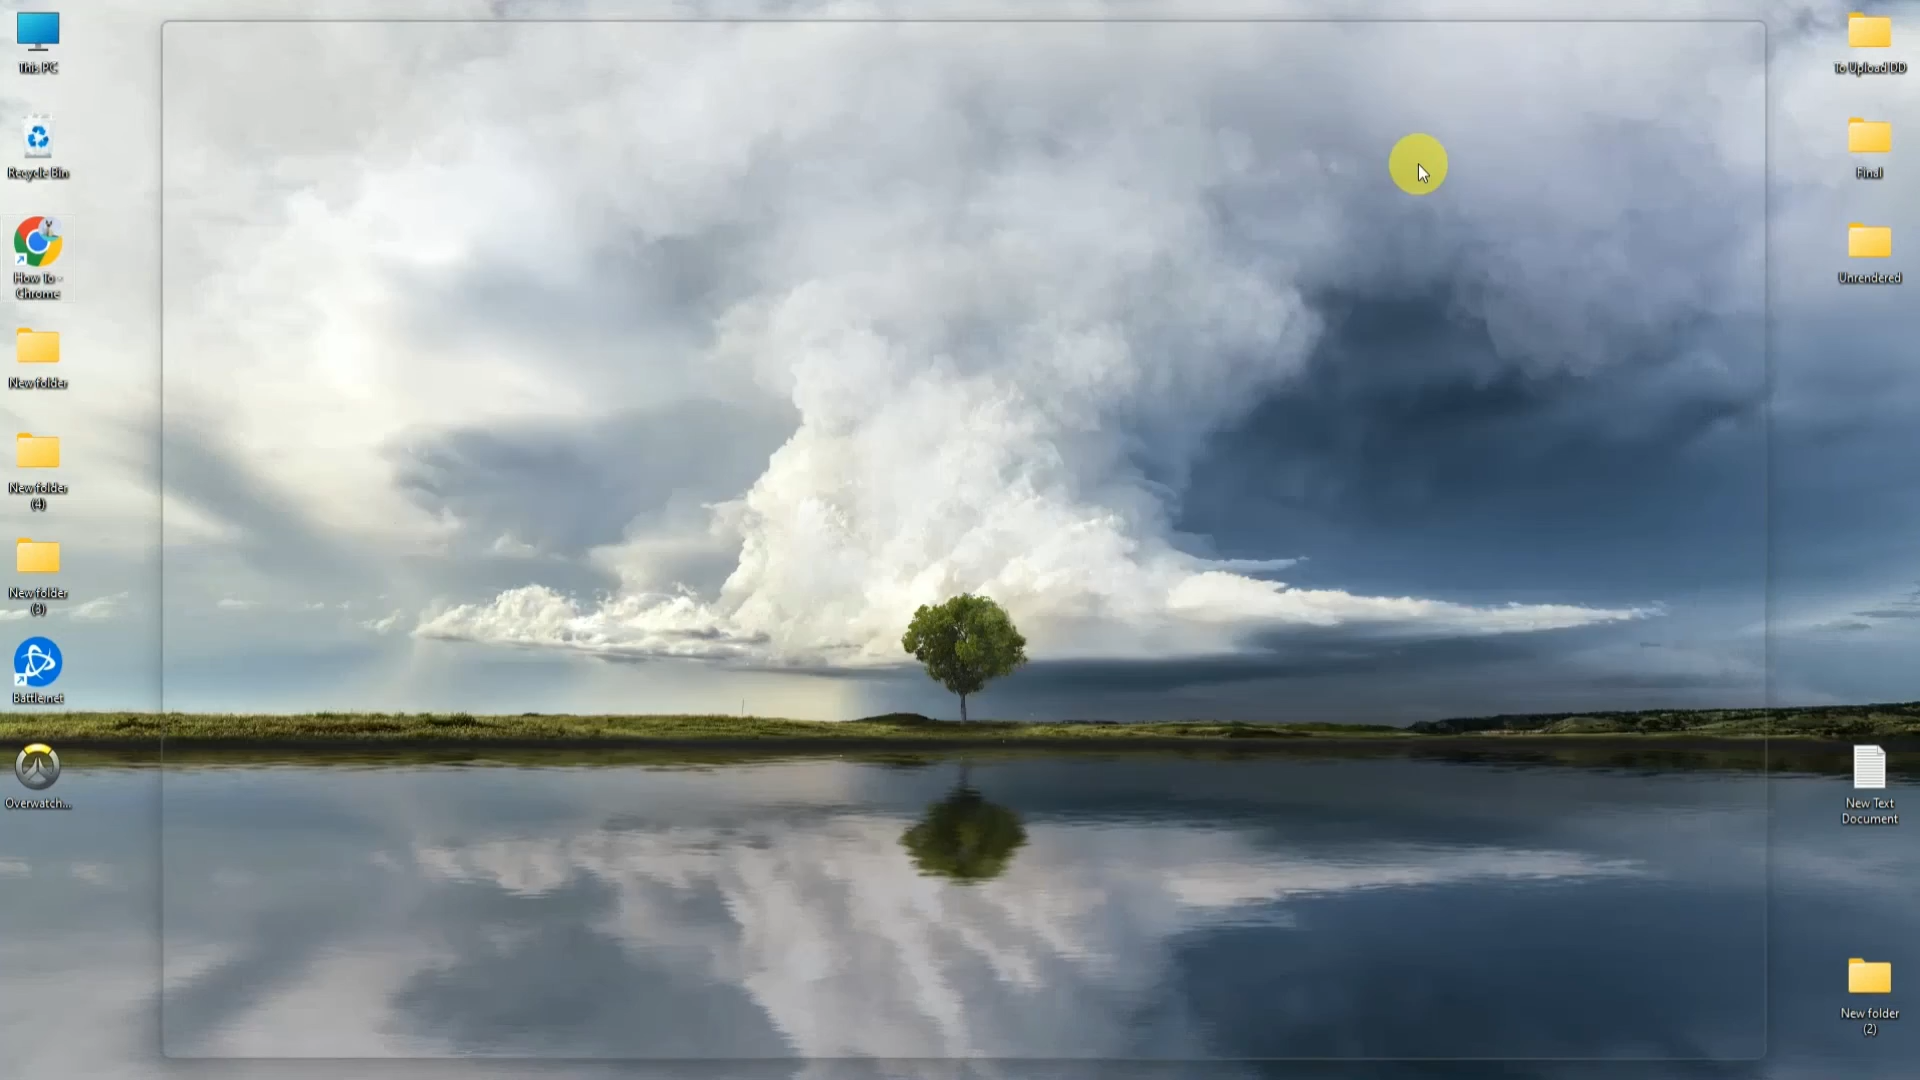 This PC
Recycle Bin
How To -
Chrome
New folder
New folder
(4)
New folder
(3)
Battle.net
Overwatch...
To Upload DD
Final
Unrendered
New Text
Document
New folder
(2)